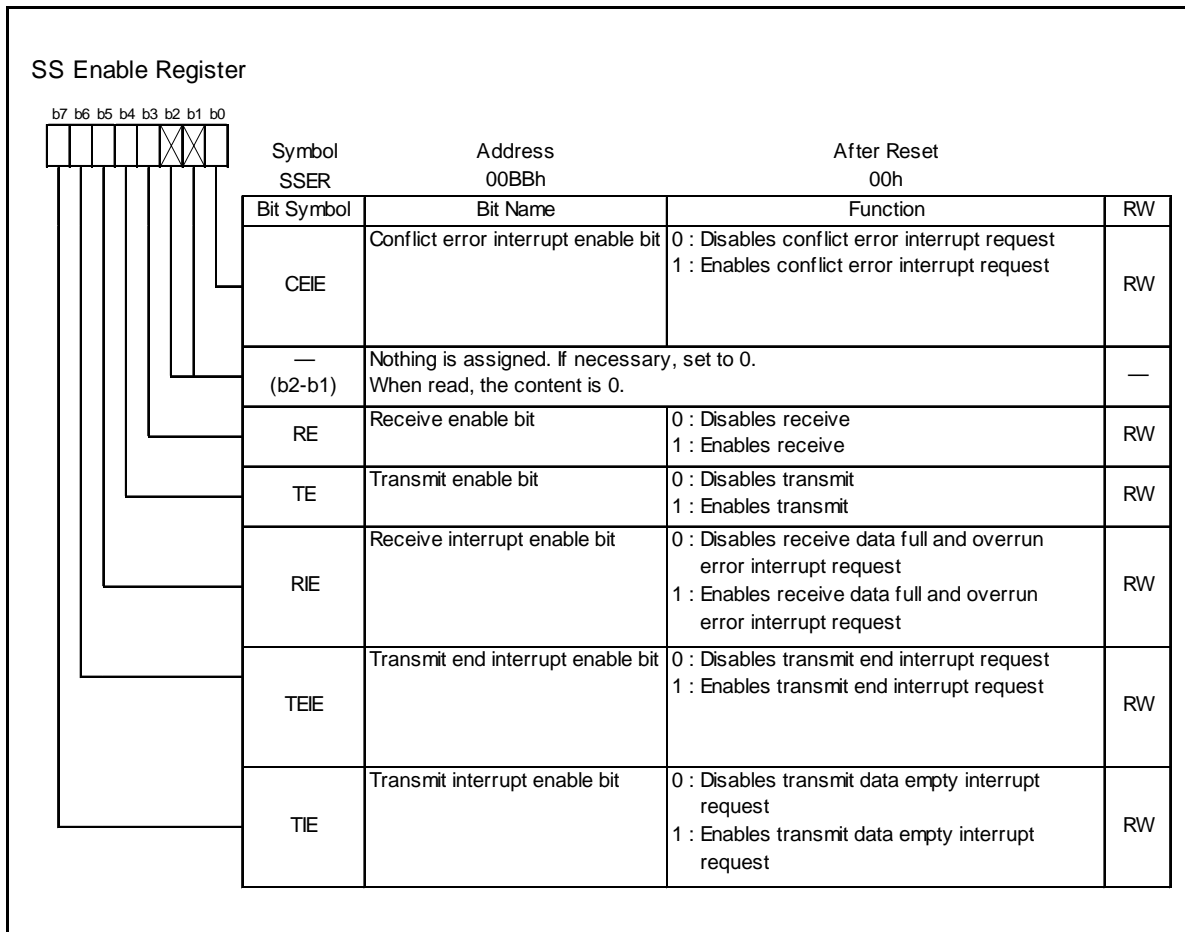 SS Enable Register
b7 b6 b5 b4 b3 b2 b1 b0
Symbol Address After Reset
SSER 00BBh 00h
Bit Symbol Bit Name Function RW
CEIE Conflict error interrupt enable bit 0 : Disables conflict error interrupt request
1 : Enables conflict error interrupt request
RW
— Nothing is assigned. If necessary, set to 0.
(b2-b1) When read, the content is 0. —
RE Receive enable bit 0 : Disables receive
1 : Enables receive
RW
TE Transmit enable bit 0 : Disables transmit
1 : Enables transmit
RW
RIE Receive interrupt enable bit 0 : Disables receive data full and overrun
error interrupt request
1 : Enables receive data full and overrun
error interrupt request
RW
TEIE Transmit end interrupt enable bit 0 : Disables transmit end interrupt request
1 : Enables transmit end interrupt request
RW
TIE Transmit interrupt enable bit 0 : Disables transmit data empty interrupt
request
1 : Enables transmit data empty interrupt
request
RW